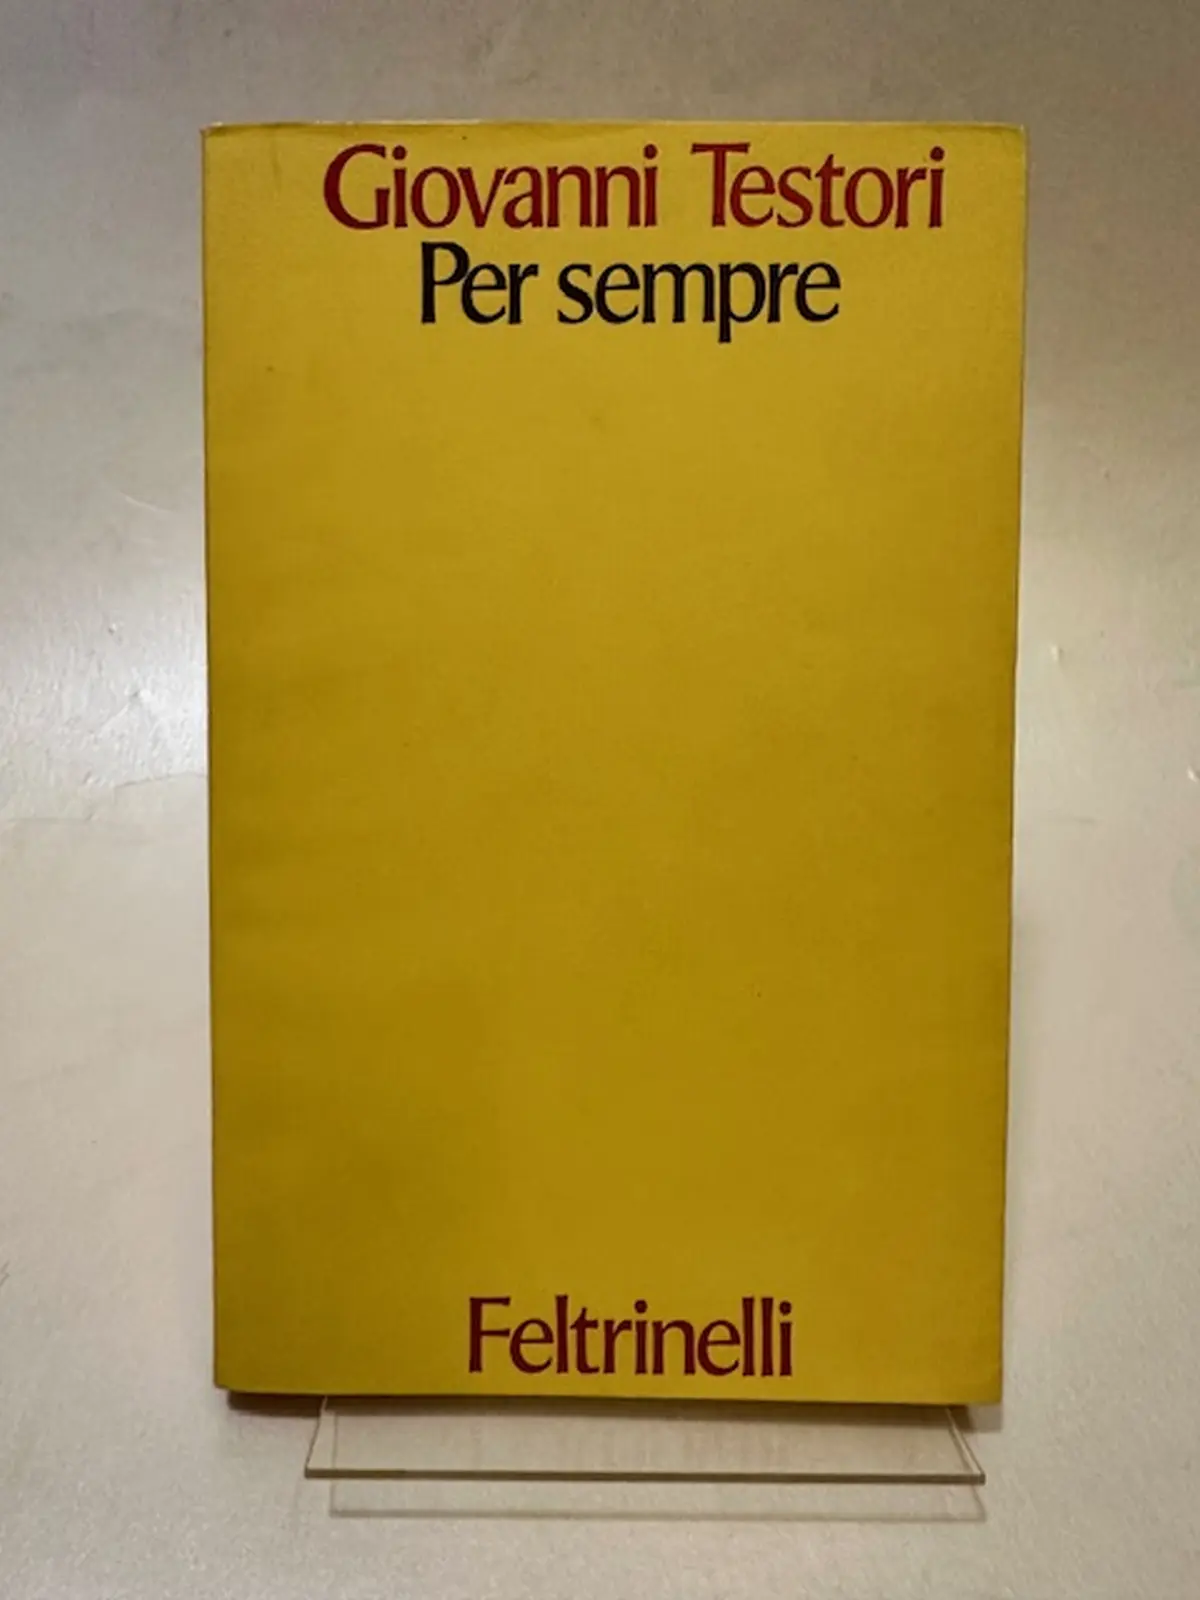 Giovanni Testori
Per sempre
Feltrinelli